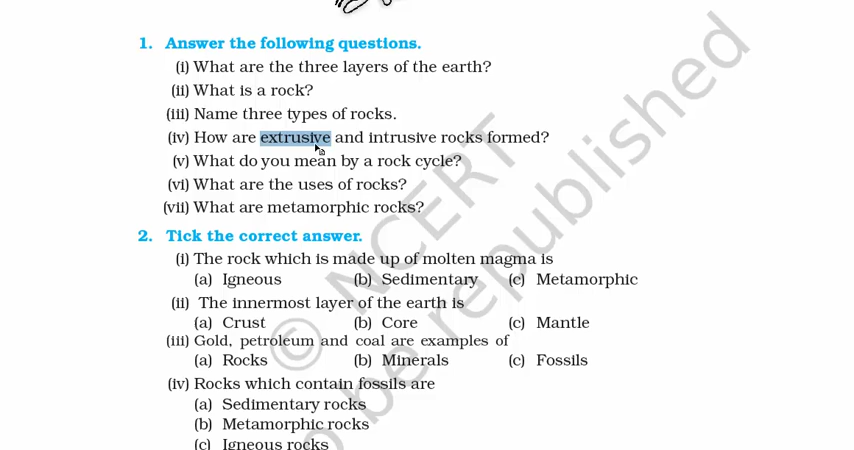 1. Answer the following questions.
(i) What are the three layers of the earth?
(ii) What is a rock?
(iii) Name three types of rocks.
(iv) How are extrusive and intrusive rocks formed?
(v) What do you mean by a rock cycle?
(vi) What are the uses of rocks?
(vii) What are metamorphic rocks?
2. Tick the correct answer.
(i) The rock which is made up of molten magma is
(a) Igneous (b) Sedimentary (c) Metamorphic
(ii) The innermost layer of the earth is
(a) Crust (b) Core (c) Mantle
(iii) Gold, petroleum and coal are examples of
(a) Rocks (b) Minerals (c) Fossils
(iv) Rocks which contain fossils are
(a) Sedimentary rocks
(b) Metamorphic rocks
(c) Igneous rocks
© NCERT
o be republished